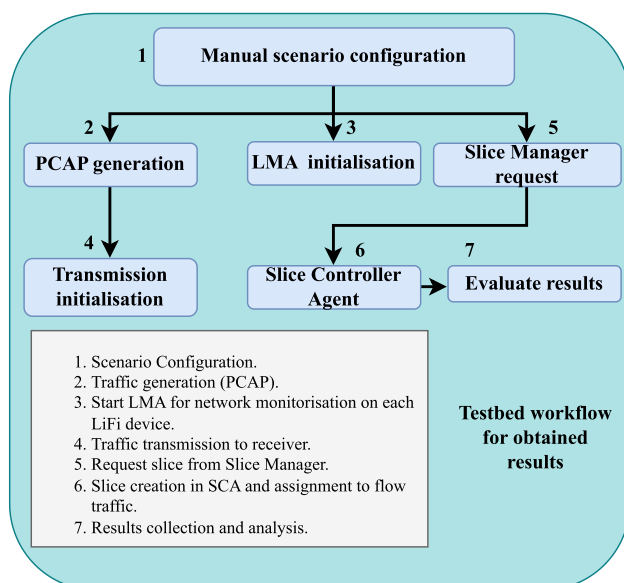 1
Manual scenario configuration
2
3
5
PCAP generation
LMA initialisation
Slice Manager
request
4
6
7
Transmission
initialisation
Slice Controller
Agent
Evaluate results
1. Scenario Configuration.
2. Traffic generation (PCAP).
3. Start LMA for network monitorisation on each
LiFi device.
4. Traffic transmission to receiver.
5. Request slice from Slice Manager.
6. Slice creation in SCA and assignment to flow
traffic.
7. Results collection and analysis.
Testbed workflow
for obtained
results